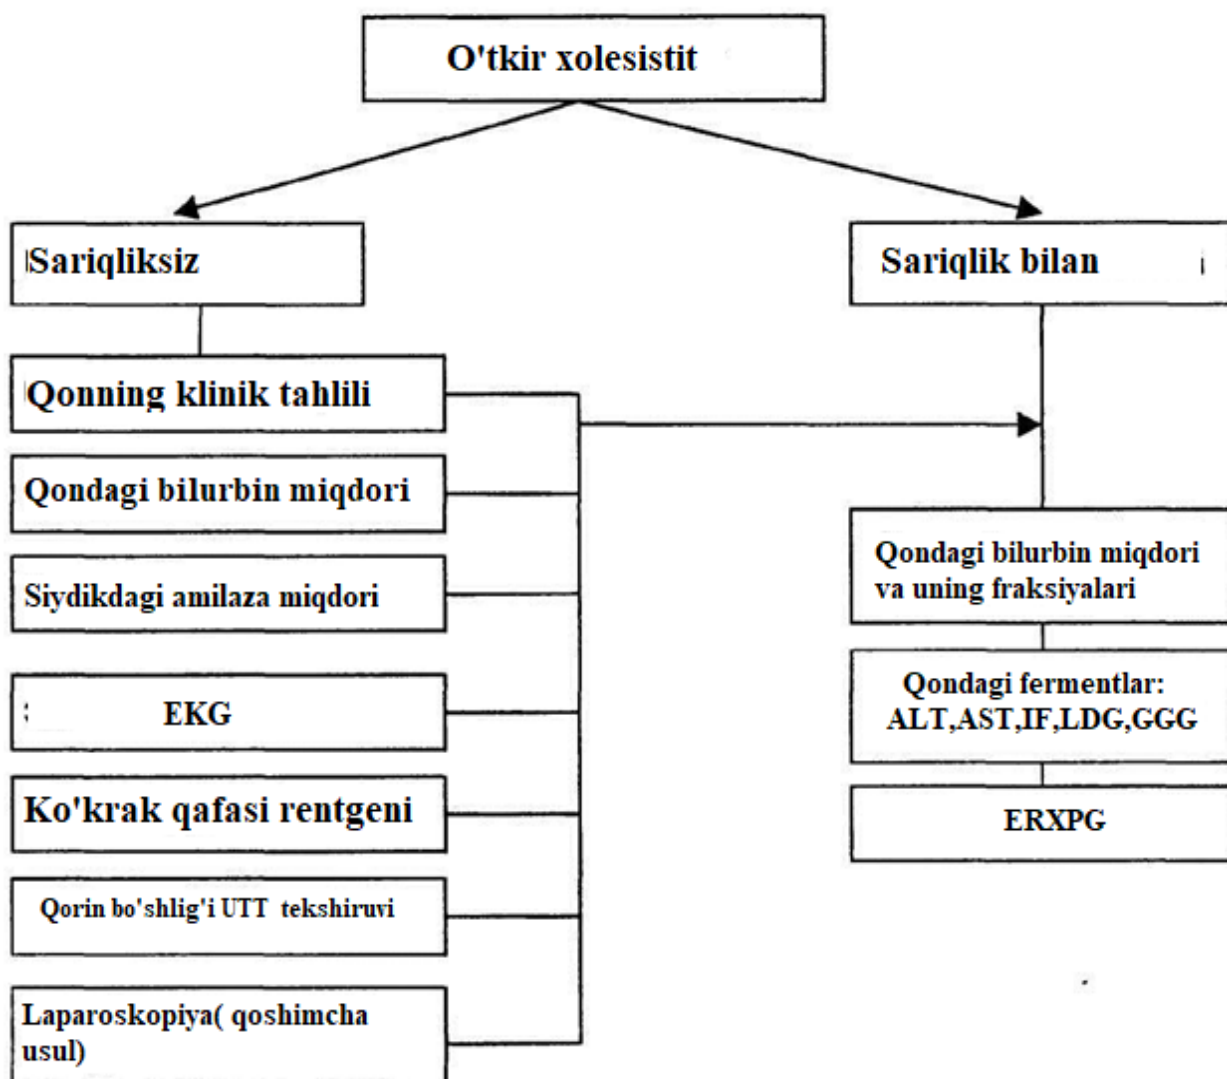 O'tkir xolesistit
Sariqliksiz
Sariqlik bilan
Qonning klinik tahlili
Qondagi bilurbin miqdori
Siydikdagi amilaza miqdori
EKG
Ko'krak qafasi rentgeni
Qorin bo'shlig'i UTT tekshiruvi
Laparoskopiya( qoshimcha
usul)
Qondagi bilurbin miqdori
va uning fraksiyalari
Qondagi fermentlar:
ALT,AST,IF,LDG,GGG
ERXPG